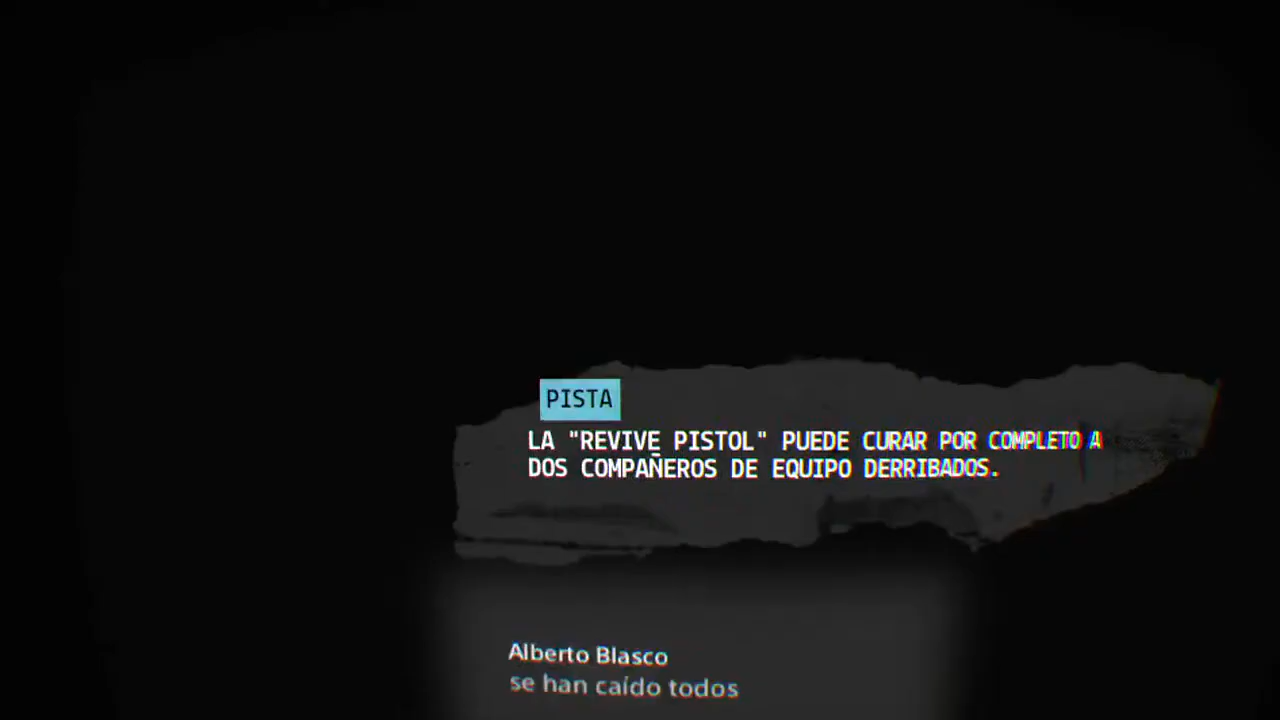 PISTA
LA "REVIVE PISTOL" PUEDE CURAR POR COMPLETO A
DOS COMPAÑEROS DE EQUIPO DERRIBADOS.
Alberto Blasco
se han caído todos